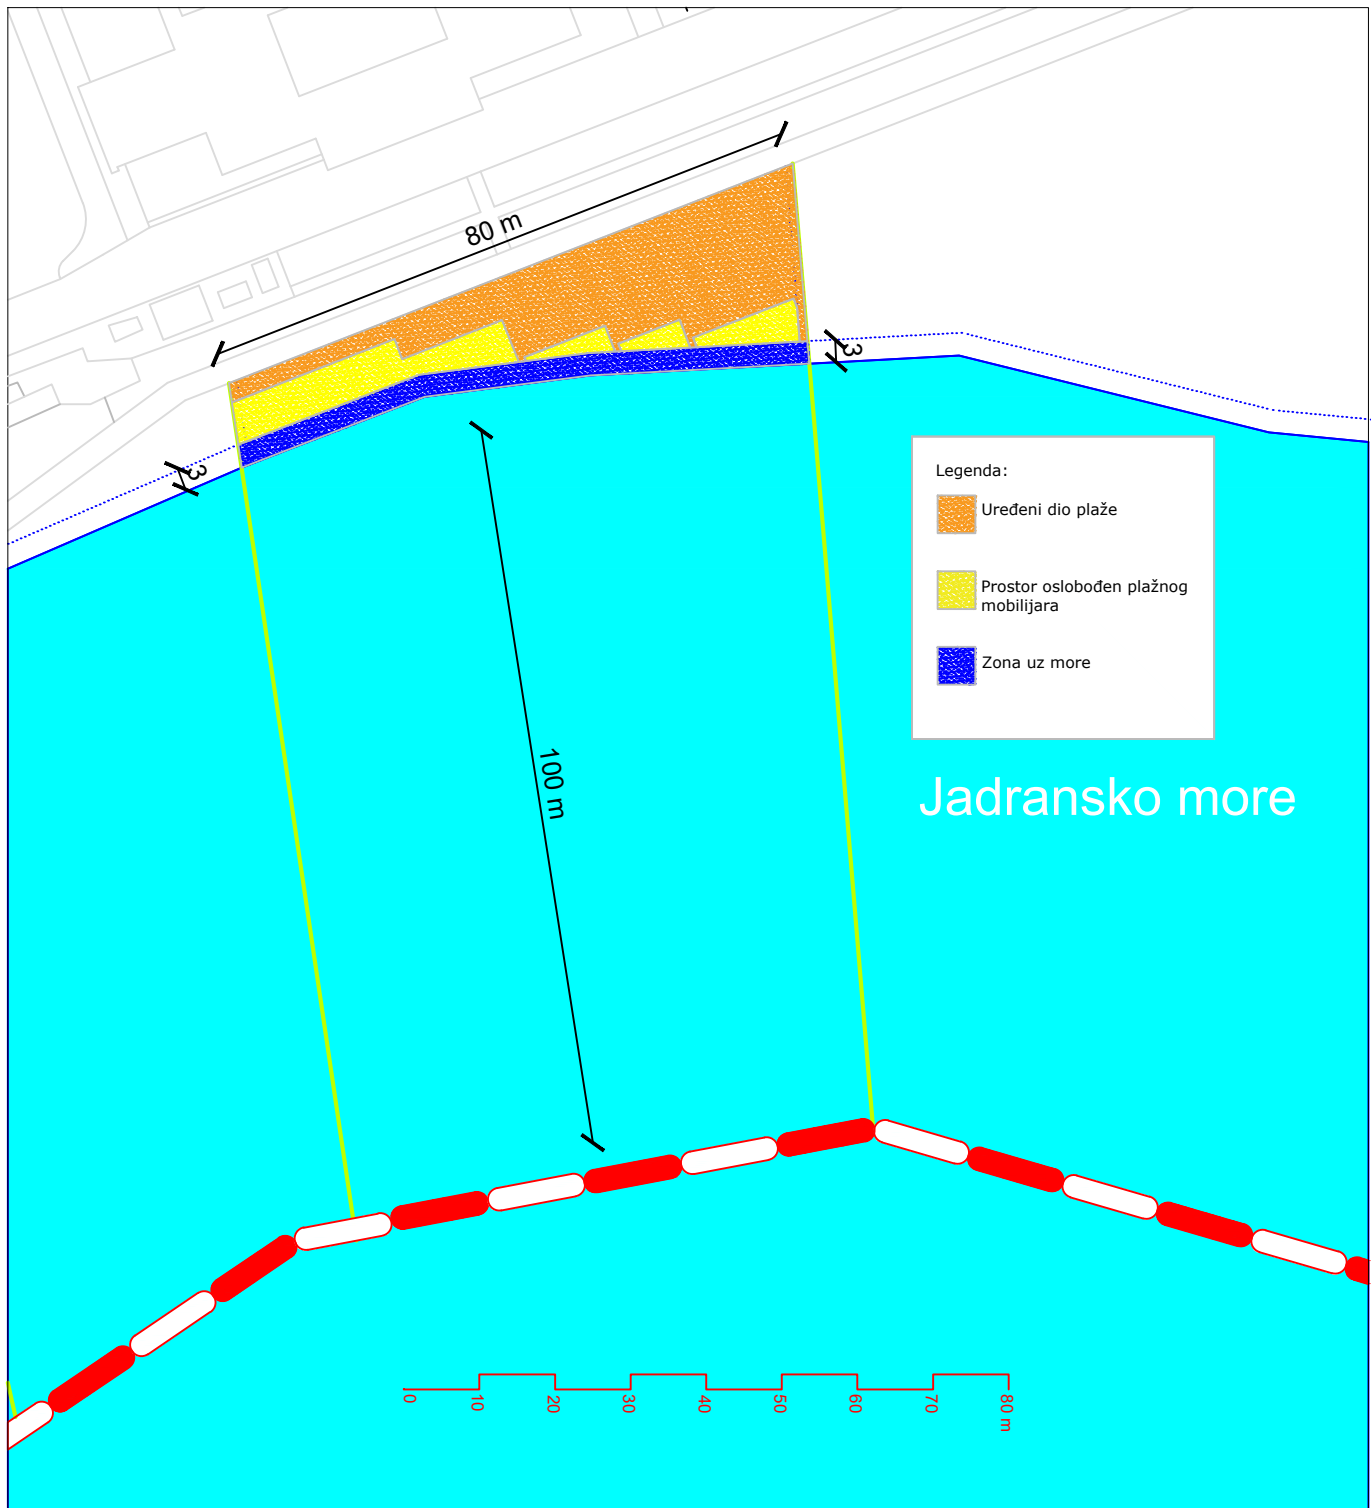 80 m
3
3
Legenda:
Uređeni dio plaže
Prostor oslobođen plažnog
mobilijara
Zona uz more
100 m
Jadransko more
0 10 20 30 40 50 60 70 80 m